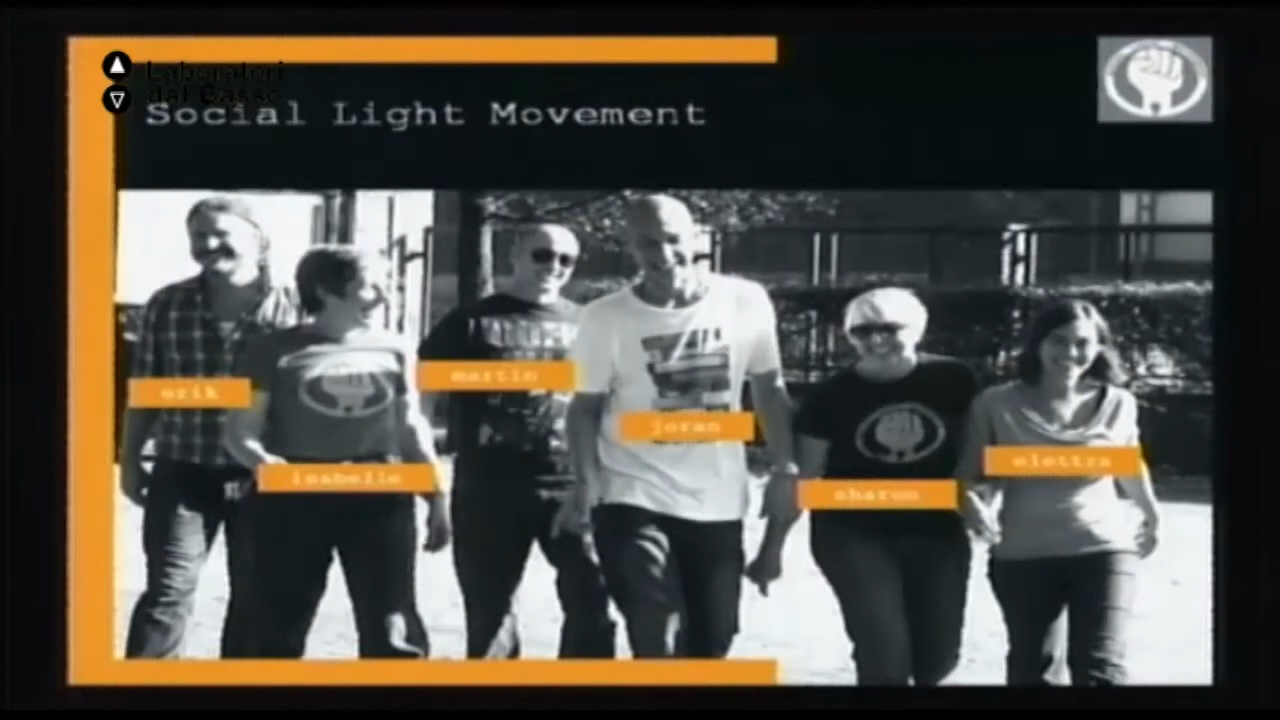 Laboratori
dal Basso
Social Light Movement
erik
martin
joran
elettra
isabelle
sharon